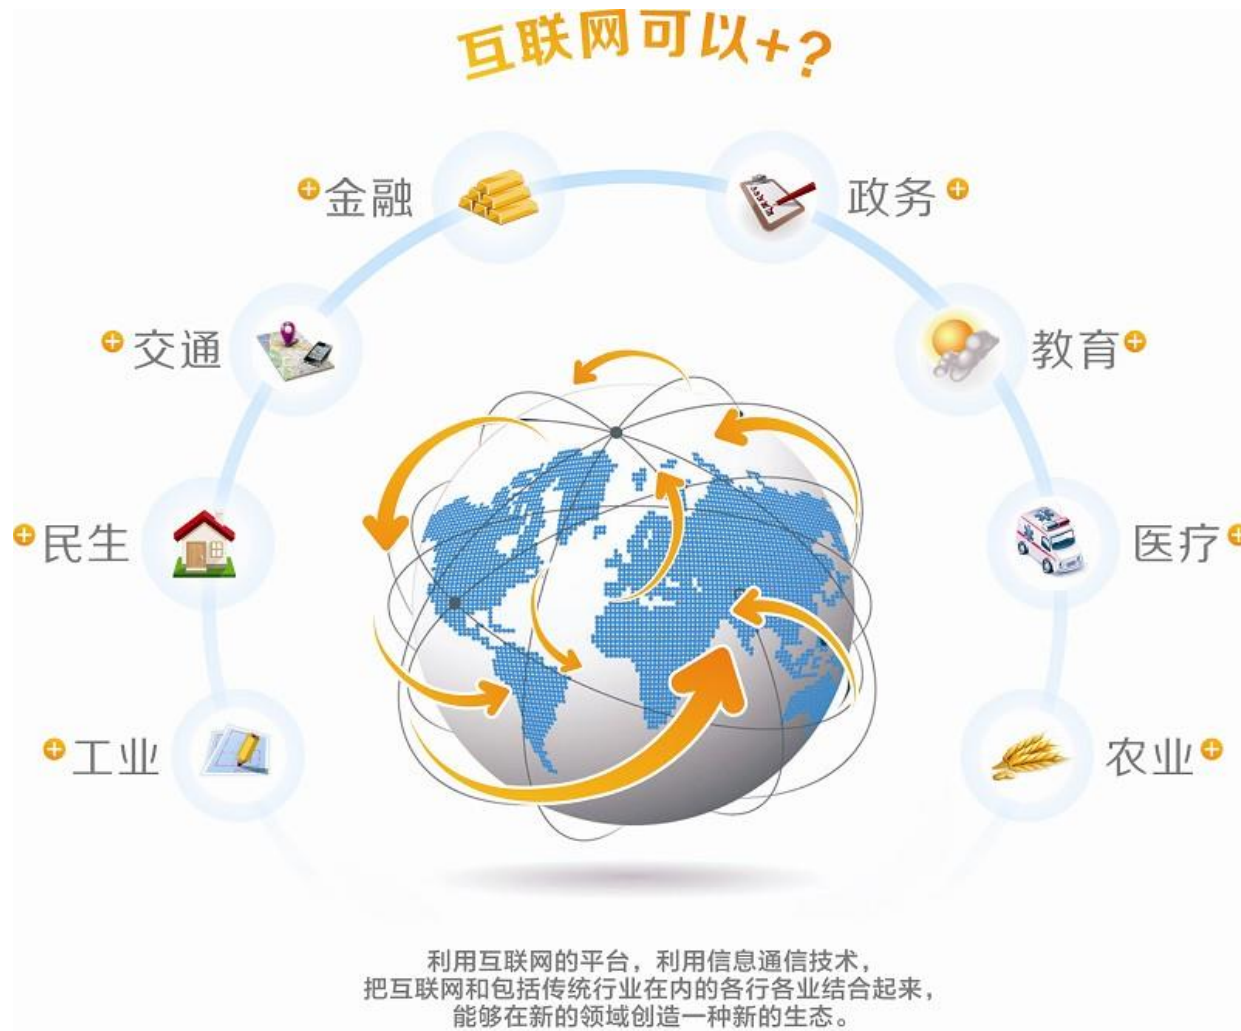 互联网可以+?
+金融
政务+
+交通
教育+
+民生
医疗+
+工业
农业+
利用互联网的平台，利用信息通信技术，
把互联网和包括传统行业在内的各行各业结合起来，
能够在新的领域创造一种新的生态。